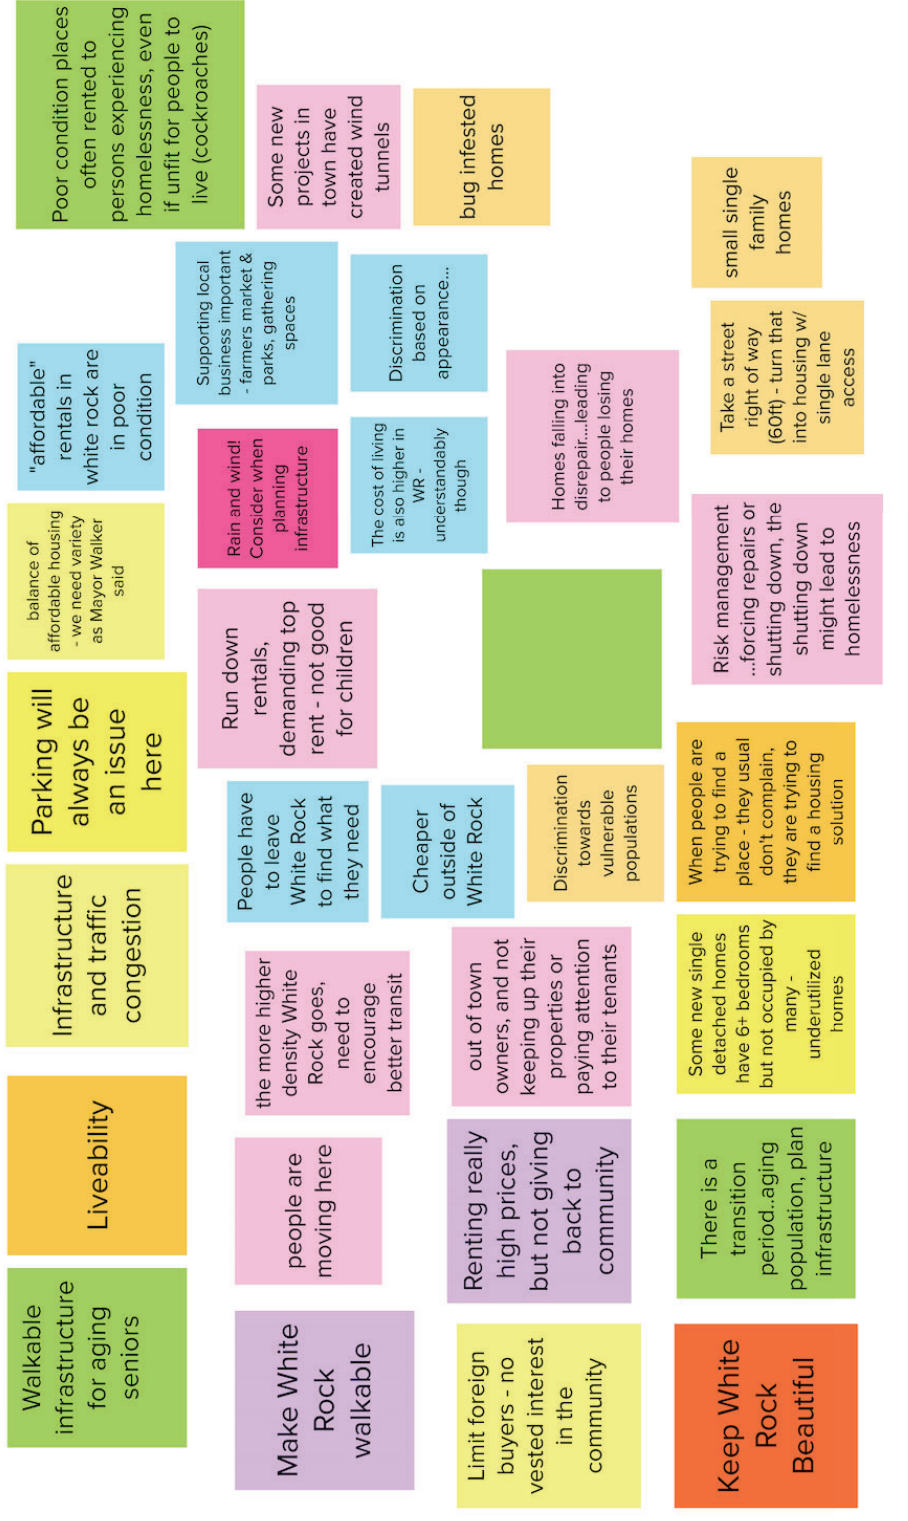 Walkable
infrastructure
for aging
seniors
Liveability
Infrastructure
and traffic
congestion
Parking will
always be
an issue
here
balance of
affordable housing
- we need variety
as Mayor Walker
said
"affordable"
rentals in
white rock are
in poor
condition
Poor condition places
often rented to
persons experiencing
homelessness, even
if unfit for people to
live (cockroaches)
Make White
Rock
walkable
people are
moving here
the more higher
density White
Rock goes,
need to
encourage
better transit
People have
to leave
White Rock
to find what
they need
Run down
rentals,
demanding top
rent - not good
for children
Rain and wind!
Consider when
planning
infrastructure
Supporting local
business important
- farmers market &
parks, gathering
spaces
Some new
projects in
town have
created wind
tunnels
Cheaper
outside of
White Rock
The cost of living
is also higher in
WR -
understandably
though
Discrimination
based on
appearance...
bug infested
homes
Limit foreign
buyers - no
vested interest
in the
community
Renting really
high prices,
but not giving
back to
community
out of town
owners, and not
keeping up their
properties or
paying attention
to their tenants
Discrimination
towards
vulnerable
populations
Homes falling into
disrepair...leading
to people losing
their homes
Keep White
Rock
Beautiful
There is a
transition
period..aging
population, plan
infrastructure
Some new single
detached homes
have 6+ bedrooms
but not occupied by
many -
underutilized
homes
When people are
trying to find a
place - they usual
don't complain,
they are trying to
find a housing
solution
Risk management
...forcing repairs or
shutting down, the
shutting down
might lead to
homelessness
Take a street
right of way
(60ft) - turn that
into housing w/
single lane
access
small single
family
homes